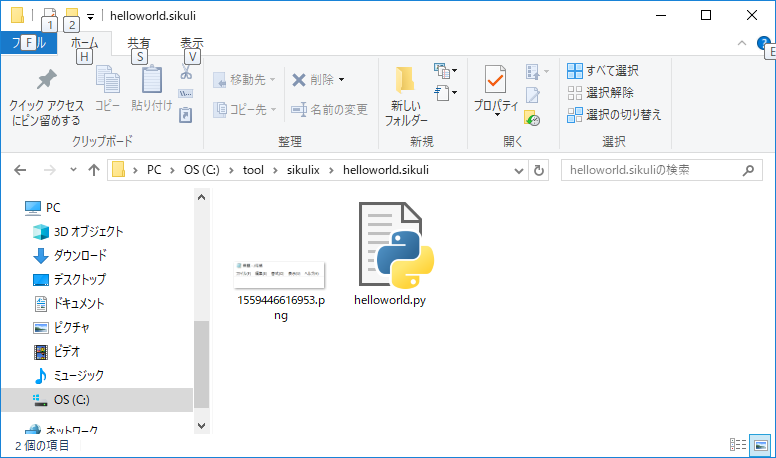 helloworld.sikuli
1 2
ファイル ホーム 共有 表示
F H S V E
クイック アクセスにピン留めする
コピー
貼り付け
移動先
コピー先
削除
名前の変更
新しいフォルダー
プロパティ
すべて選択
選択解除
選択の切り替え
クリップボード 整理 新規 開く 選択
PC › OS (C:) › tool › sikulix › helloworld.sikuli
helloworld.sikuliの検索
PC
3D オブジェクト
ダウンロード
デスクトップ
ドキュメント
ピクチャ
ビデオ
ミュージック
OS (C:)
ネットワーク
1559446616953.p
ng
helloworld.py
2 個の項目